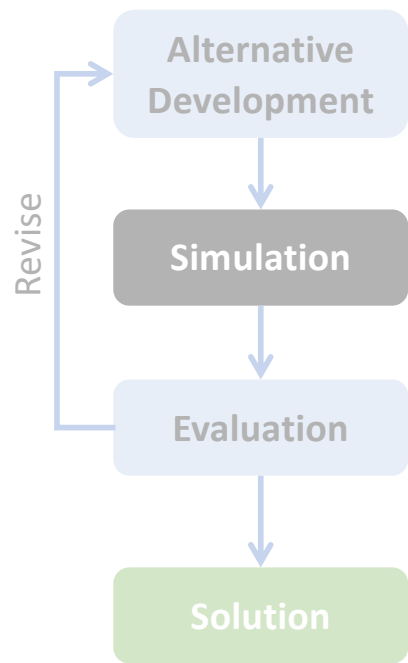 Alternative
Development
Revise
Simulation
Evaluation
Solution